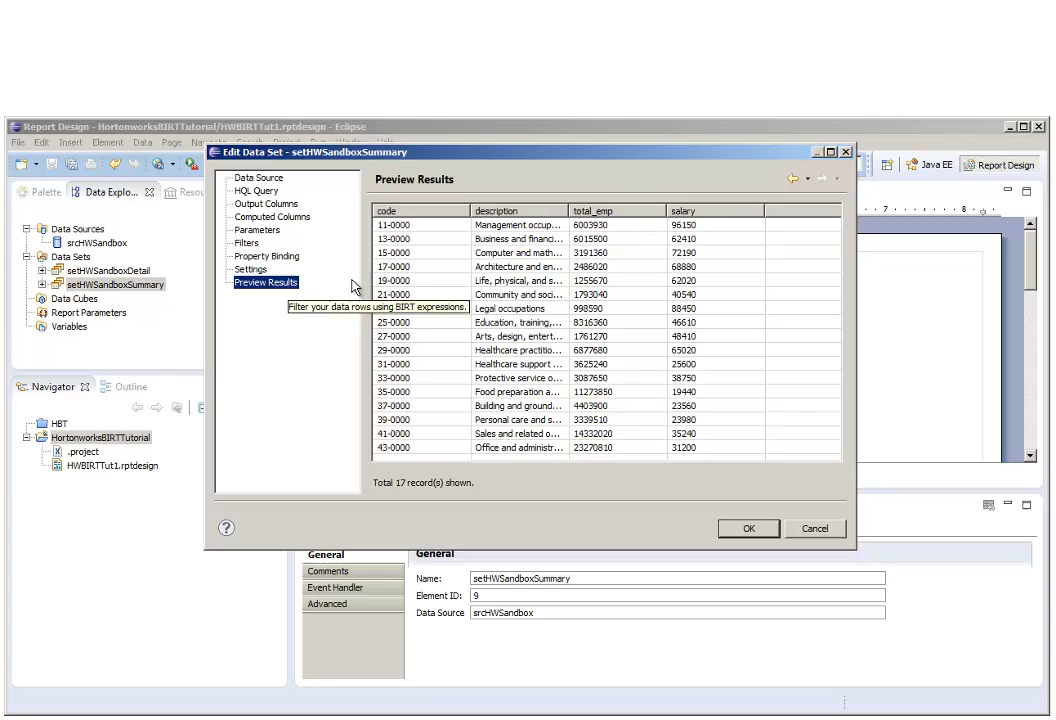 Report Design - HortonworksBIRTTutorial/HWBIRTTut1.rptdesign - Eclipse
File Edit Insert Element Data Page
Java EE
Report Design
Palette
Data Explo...
Data Sources
srcHWSandbox
Data Sets
setHWSandboxDetail
setHWSandboxSummary
Data Cubes
Report Parameters
Variables
Navigator
Outline
HBT
HortonworksBIRTTutorial
.project
HWBIRTTut1.rptdesign
Edit Data Set - setHWSandboxSummary
Data Source
HQL Query
Output Columns
Computed Columns
Parameters
Filters
Property Binding
Settings
Preview Results
Filter your data rows using BIRT expressions.
Preview Results
code description total_emp salary
11-0000 Management occup... 6003930 96150
13-0000 Business and financi... 6015500 62410
15-0000 Computer and math... 3191360 72190
17-0000 Architecture and en... 2486020 68880
19-0000 Life, physical, and s... 1255670 62020
21-0000 Community and soci... 1793040 40540
Legal occupations 998590 88450
25-0000 Education, training,... 8316360 46610
27-0000 Arts, design, entert... 1761270 48410
29-0000 Healthcare practitio... 6877680 65020
31-0000 Healthcare support ... 3625240 25600
33-0000 Protective service o... 3087650 38750
35-0000 Food preparation a... 11273850 19440
37-0000 Building and ground... 4403900 23560
39-0000 Personal care and s... 3339510 23980
41-0000 Sales and related o... 14332020 35240
43-0000 Office and administr... 23270810 31200
Total 17 record(s) shown.
OK
Cancel
7 8
General
Comments
Event Handler
Advanced
General
Name: setHWSandboxSummary
Element ID: 9
Data Source srcHWSandbox